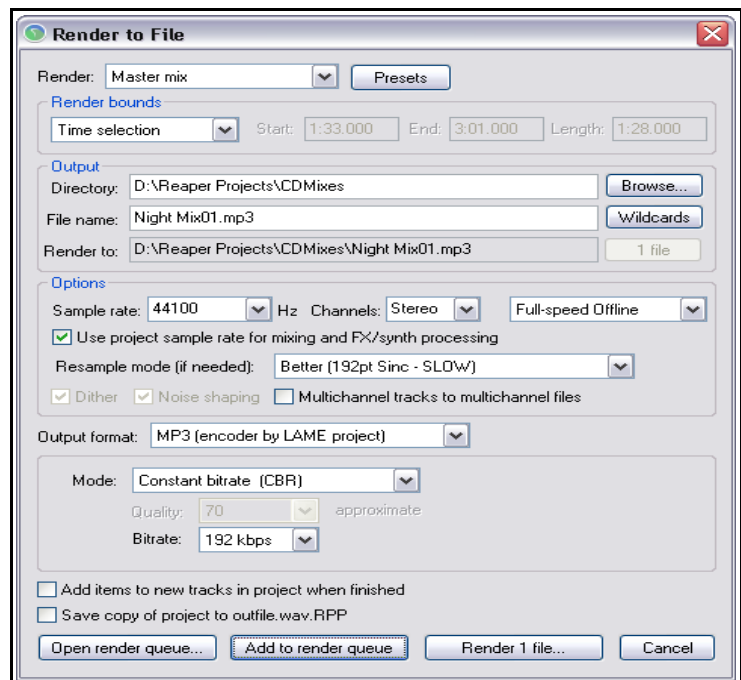 Render to File
Render: Master mix Presets
Render bounds
Time selection Start: 1:33.000 End: 3:01.000 Length: 1:28.000
Output
Directory: D:\Reaper Projects\CDMixes Browse...
File name: Night Mix01.mp3 Wildcards
Render to: D:\Reaper Projects\CDMixes\Night Mix01.mp3 1 file
Options
Sample rate: 44100 Hz Channels: Stereo Full-speed Offline
Use project sample rate for mixing and FX/synth processing
Resample mode (if needed): Better (192pt Sinc - SLOW)
Dither Noise shaping Multichannel tracks to multichannel files
Output format: MP3 (encoder by LAME project)
Mode: Constant bitrate (CBR)
Quality: 70 approximate
Bitrate: 192 kbps
Add items to new tracks in project when finished
Save copy of project to outfile.wav.RPP
Open render queue... Add to render queue Render 1 file... Cancel